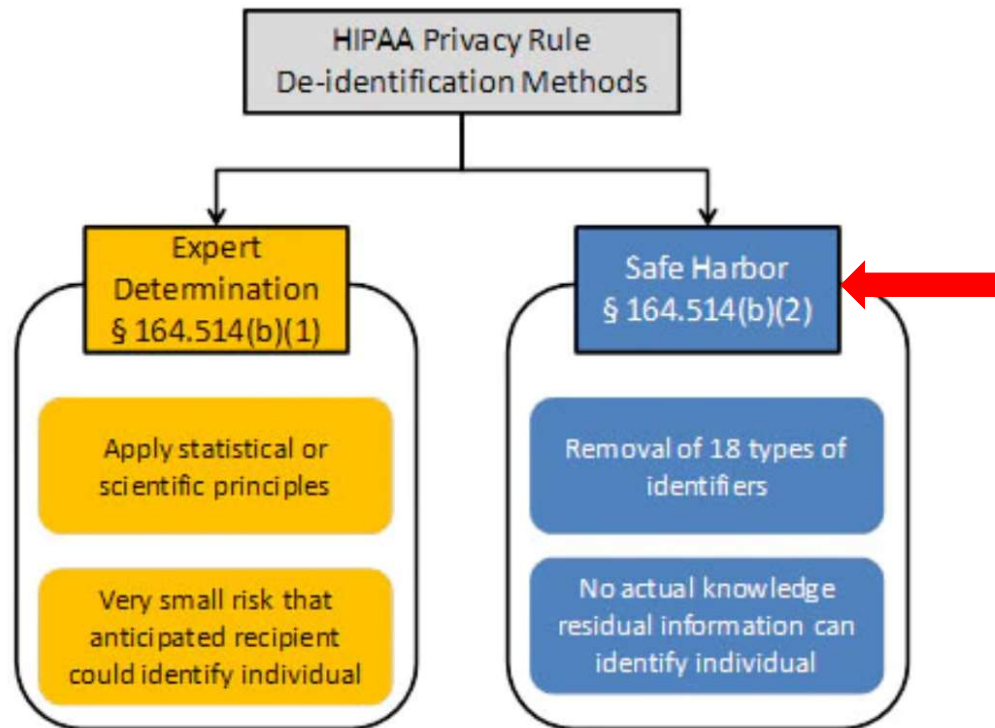 HIPAA Privacy Rule
De-identification Methods
Expert
Determination
§ 164.514(b)(1)
Apply statistical or
scientific principles
Very small risk that
anticipated recipient
could identify individual
Safe Harbor
§ 164.514(b)(2)
Removal of 18 types of
identifiers
No actual knowledge
residual information can
identify individual